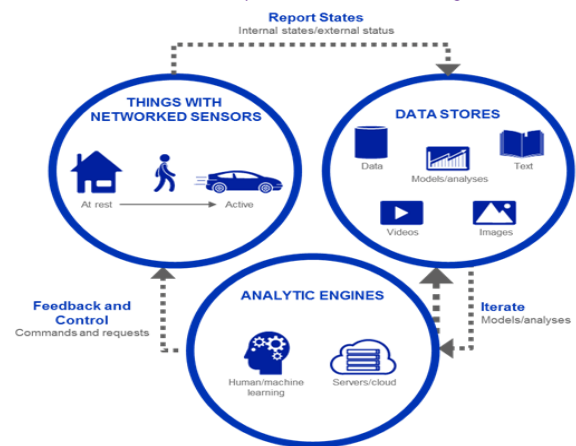 Report States
Internal states/external status
THINGS WITH
NETWORKED SENSORS
At rest
Active
DATA STORES
Data
Models/analyses
Text
Videos
Images
Feedback and
Control
Commands and requests
ANALYTIC ENGINES
Human/machine
learning
Servers/cloud
Iterate
Models/analyses